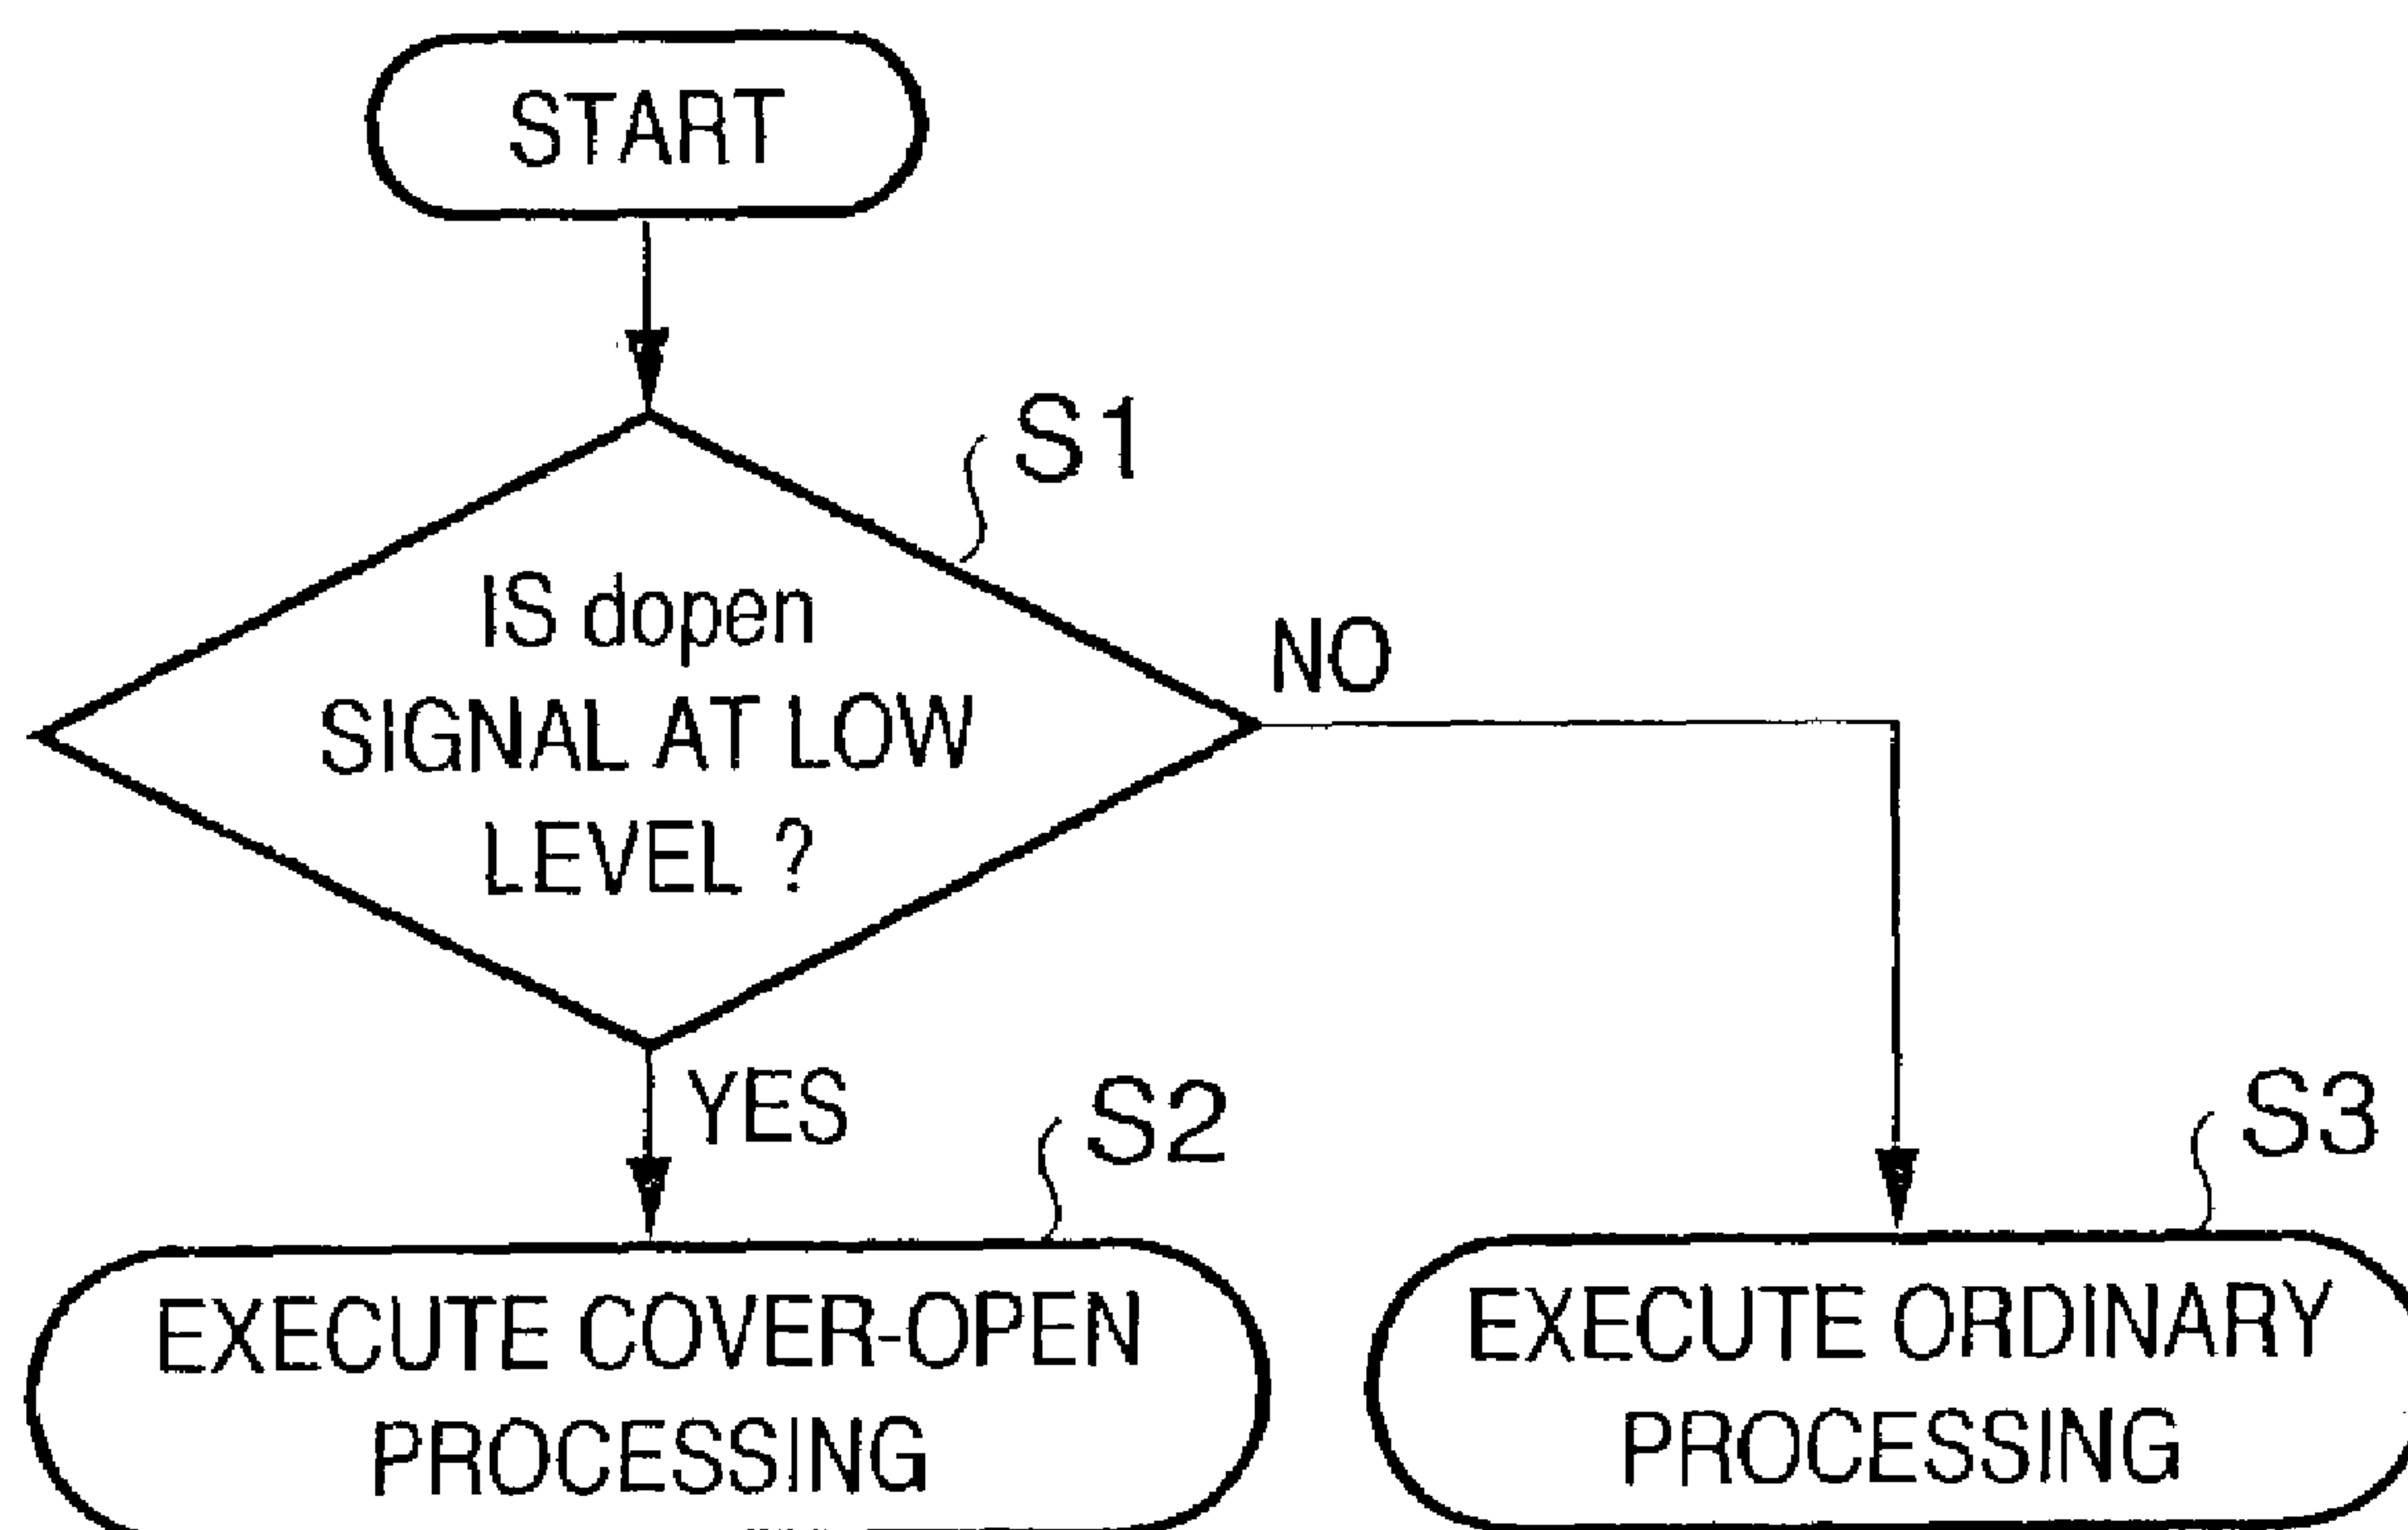 START
S1
IS dopen
SIGNAL AT LOW
LEVEL ?
NO
YES
S2
S3
EXECUTE COVER-OPEN
PROCESSING
EXECUTE ORDINARY
PROCESSING